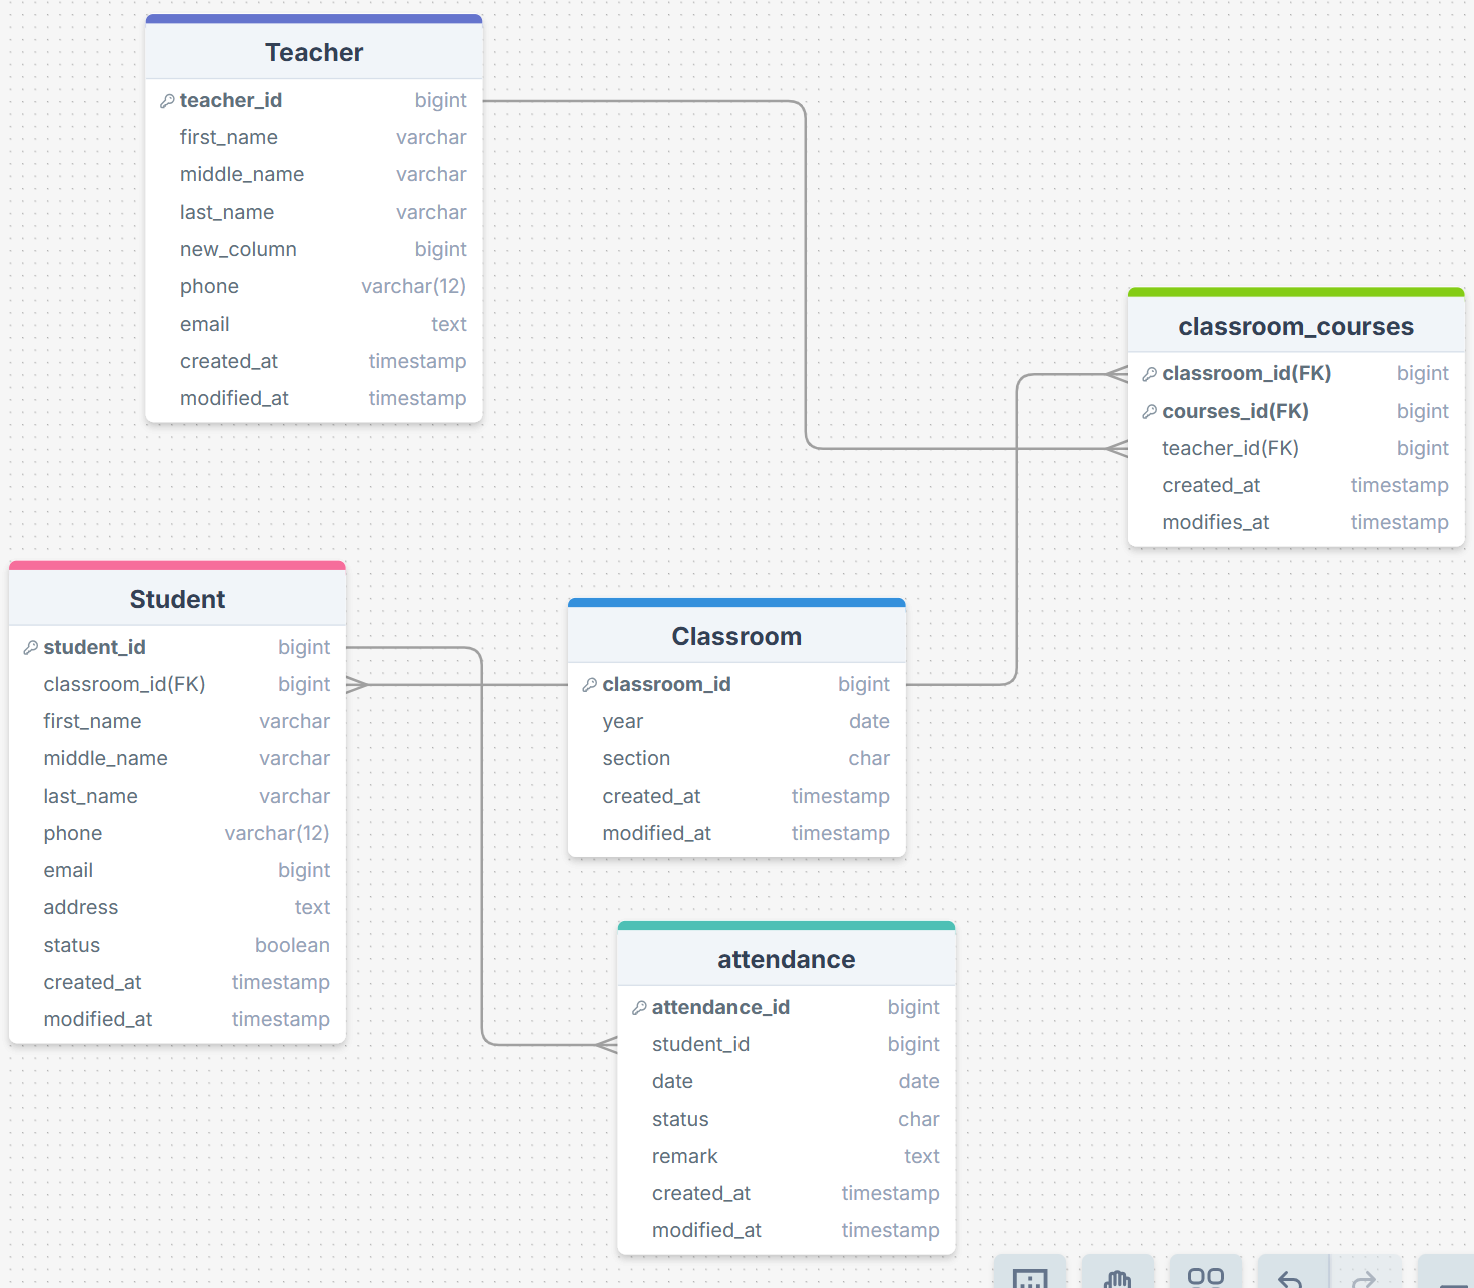 Teacher
teacher_id bigint
first_name varchar
middle_name varchar
last_name varchar
new_column bigint
phone varchar(12)
email text
created_at timestamp
modified_at timestamp
classroom_courses
classroom_id(FK) bigint
courses_id(FK) bigint
teacher_id(FK) bigint
created_at timestamp
modifies_at timestamp
Student
student_id bigint
classroom_id(FK) bigint
first_name varchar
middle_name varchar
last_name varchar
phone varchar(12)
email bigint
address text
status boolean
created_at timestamp
modified_at timestamp
Classroom
classroom_id bigint
year date
section char
created_at timestamp
modified_at timestamp
attendance
attendance_id bigint
student_id bigint
date date
status char
remark text
created_at timestamp
modified_at timestamp